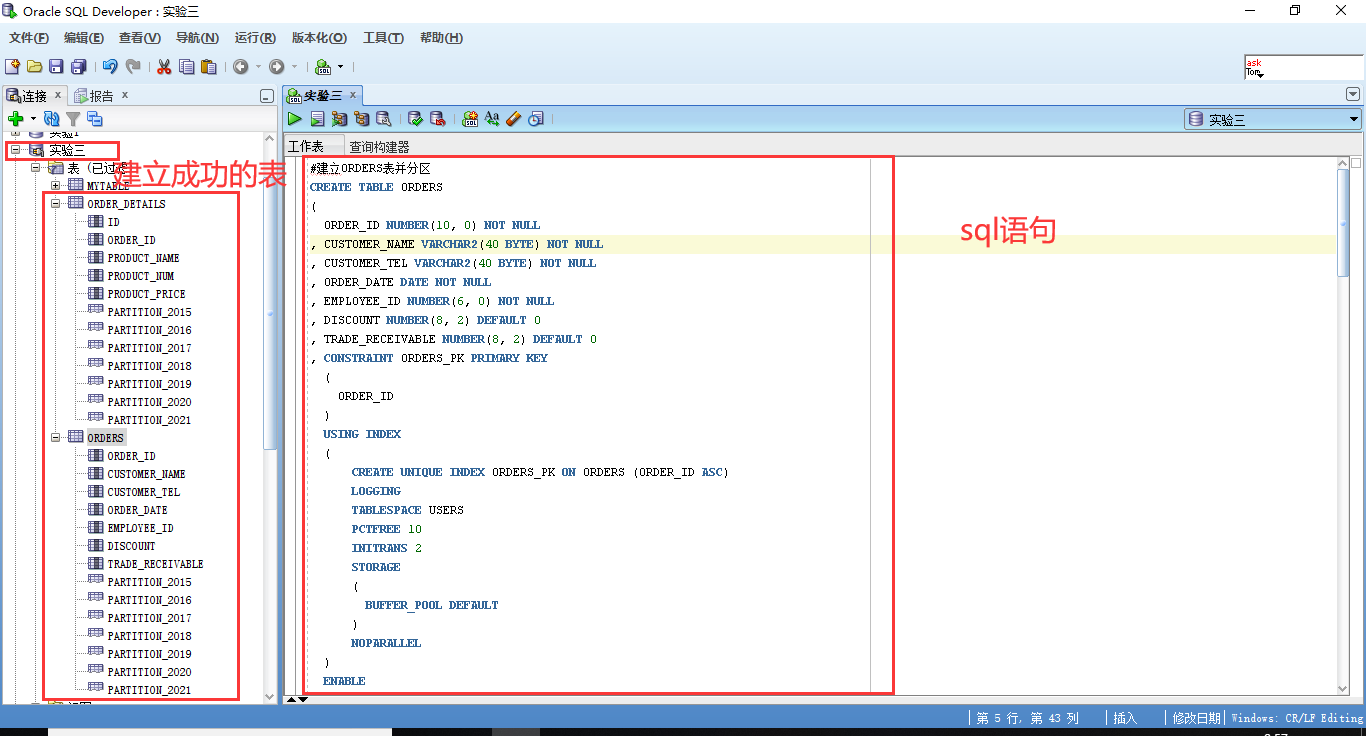 Oracle SQL Developer : 实验三
文件(F) 编辑(E) 查看(V) 导航(N) 运行(R) 版本化(O) 工具(T) 帮助(H)
ask
Tom
连接 x 报告 x
实验三 x
实验三
工作表 查询构建器
实验三
表 (已过滤
建立成功的表
MYTABLE
ORDER_DETAILS
ID
ORDER_ID
PRODUCT_NAME
PRODUCT_NUM
PRODUCT_PRICE
PARTITION_2015
PARTITION_2016
PARTITION_2017
PARTITION_2018
PARTITION_2019
PARTITION_2020
PARTITION_2021
ORDERS
ORDER_ID
CUSTOMER_NAME
CUSTOMER_TEL
ORDER_DATE
EMPLOYEE_ID
DISCOUNT
TRADE_RECEIVABLE
PARTITION_2015
PARTITION_2016
PARTITION_2017
PARTITION_2018
PARTITION_2019
PARTITION_2020
PARTITION_2021
#建立ORDERS表并分区
CREATE TABLE ORDERS
(
ORDER_ID NUMBER(10, 0) NOT NULL
, CUSTOMER_NAME VARCHAR2(40 BYTE) NOT NULL
, CUSTOMER_TEL VARCHAR2(40 BYTE) NOT NULL
, ORDER_DATE DATE NOT NULL
, EMPLOYEE_ID NUMBER(6, 0) NOT NULL
, DISCOUNT NUMBER(8, 2) DEFAULT 0
, TRADE_RECEIVABLE NUMBER(8, 2) DEFAULT 0
, CONSTRAINT ORDERS_PK PRIMARY KEY
(
ORDER_ID
)
USING INDEX
(
CREATE UNIQUE INDEX ORDERS_PK ON ORDERS (ORDER_ID ASC)
LOGGING
TABLESPACE USERS
PCTFREE 10
INITRANS 2
STORAGE
(
BUFFER_POOL DEFAULT
)
NOPARALLEL
)
ENABLE
sql语句
第 5 行, 第 43 列 插入 修改日期 Windows: CR/LF Editing